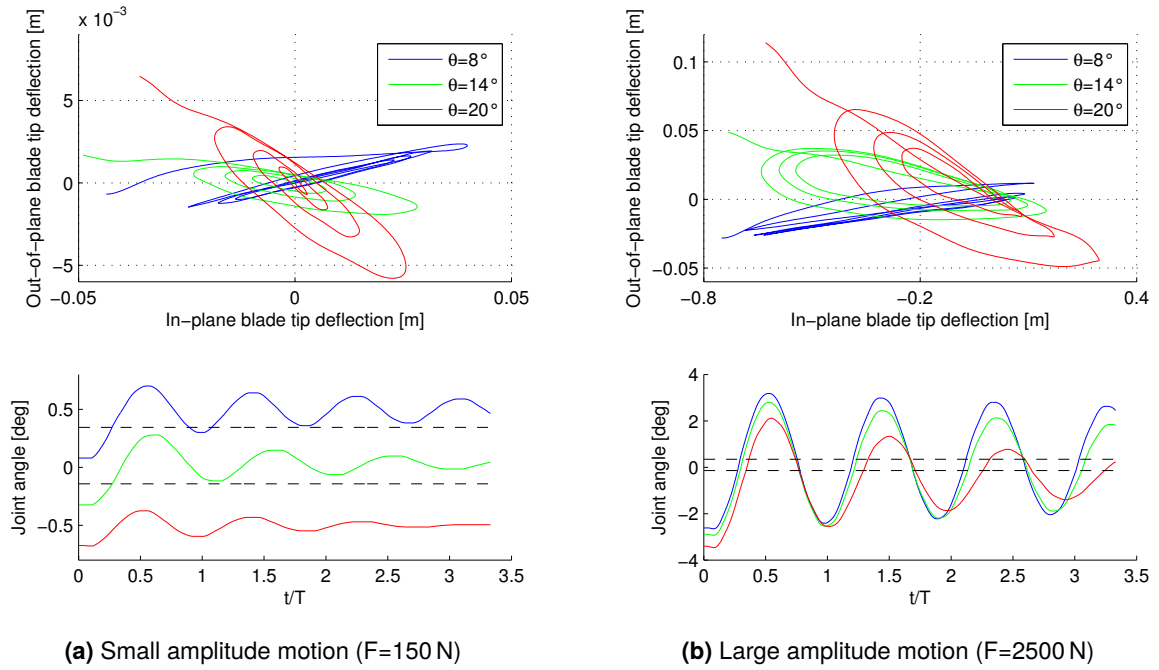 x 10⁻³
Out−of−plane blade tip deflection [m]
5
0
−5
−0.05
0
0.05
In−plane blade tip deflection [m]
θ=8°
θ=14°
θ=20°
Out−of−plane blade tip deflection [m]
0.1
0.05
0
−0.05
−0.8
−0.2
0.4
In−plane blade tip deflection [m]
θ=8°
θ=14°
θ=20°
Joint angle [deg]
0.5
0
−0.5
0
0.5
1
1.5
2
2.5
3
3.5
t/T
Joint angle [deg]
4
2
0
−2
−4
0
0.5
1
1.5
2
2.5
3
3.5
t/T
(a) Small amplitude motion (F=150 N)
(b) Large amplitude motion (F=2500 N)